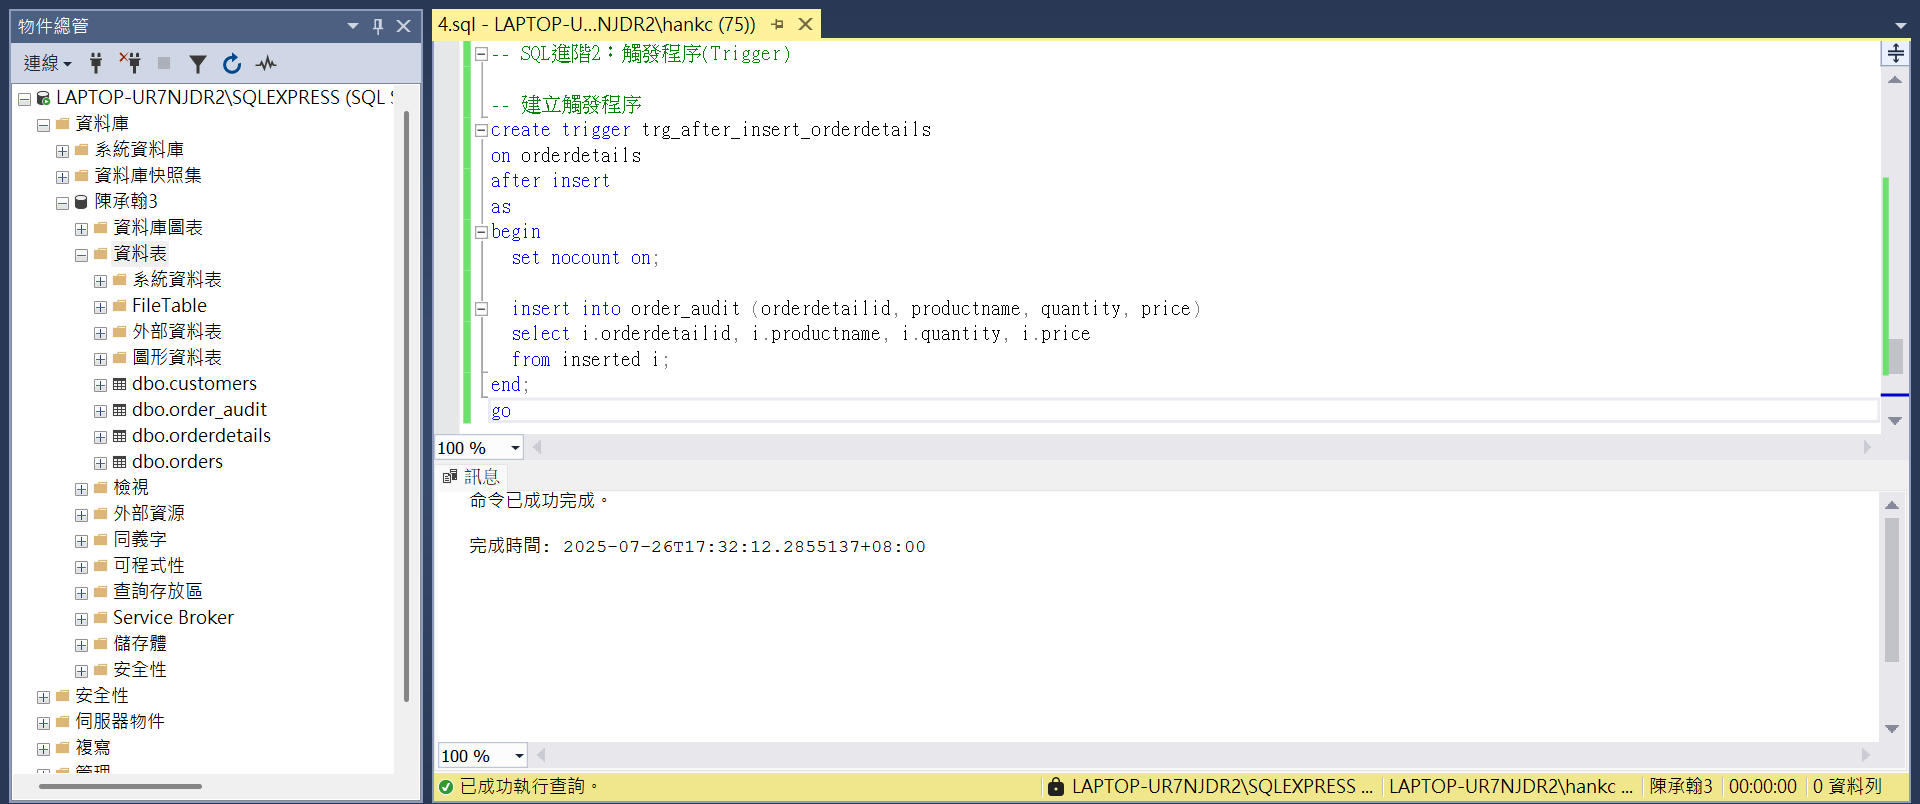 物件總管
連線
LAPTOP-UR7NJDR2\SQLEXPRESS (SQL S
資料庫
系統資料庫
資料庫快照集
陳承翰3
資料庫圖表
資料表
系統資料表
FileTable
外部資料表
圖形資料表
dbo.customers
dbo.order_audit
dbo.orderdetails
dbo.orders
檢視
外部資源
同義字
可程式性
查詢存放區
Service Broker
儲存體
安全性
安全性
伺服器物件
複寫
管理
4.sql - LAPTOP-U...NJDR2\hankc (75))
-- SQL進階2：觸發程序(Trigger)
-- 建立觸發程序
create trigger trg_after_insert_orderdetails
on orderdetails
after insert
as
begin
set nocount on;
insert into order_audit (orderdetailid, productname, quantity, price)
select i.orderdetailid, i.productname, i.quantity, i.price
from inserted i;
end;
go
100 %
訊息
命令已成功完成。
完成時間: 2025-07-26T17:32:12.2855137+08:00
100 %
已成功執行查詢。
LAPTOP-UR7NJDR2\SQLEXPRESS ...
LAPTOP-UR7NJDR2\hankc ...
陳承翰3
00:00:00
0 資料列